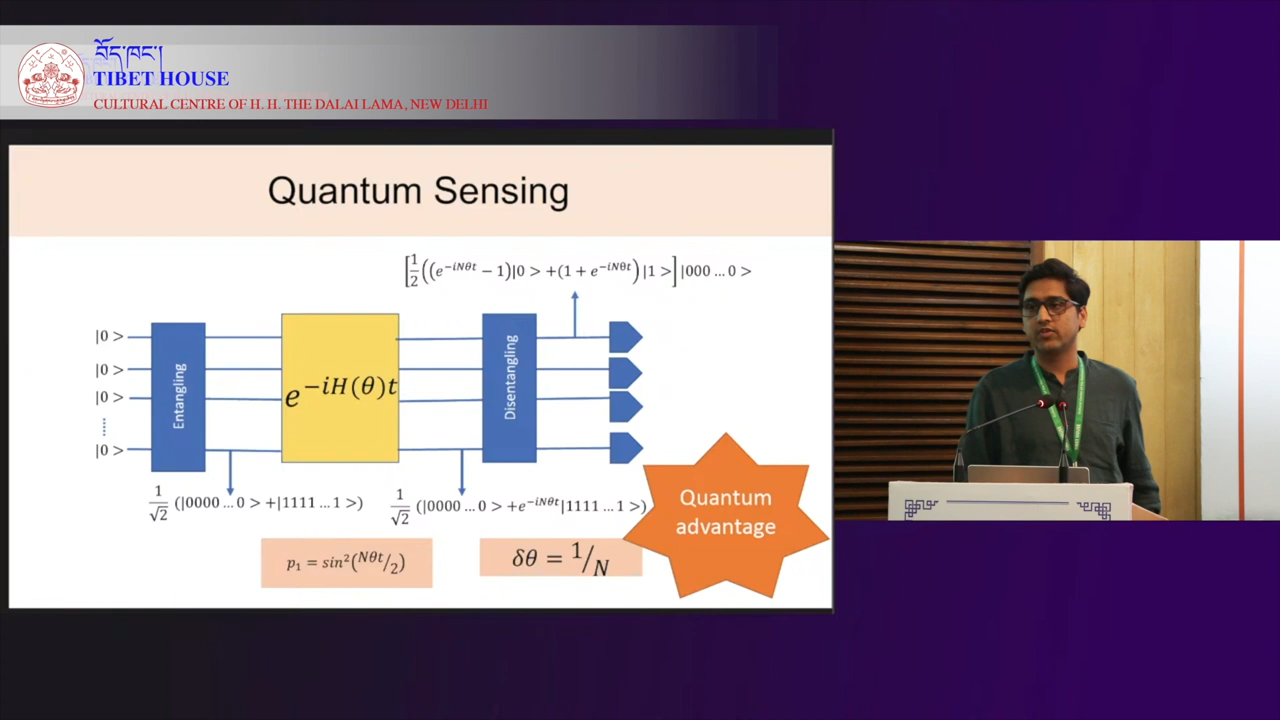 བོད་ཁང་།
TIBET HOUSE
CULTURAL CENTRE OF H. H. THE DALAI LAMA, NEW DELHI
Quantum Sensing
[1/2((e^{-iNθt} − 1)|0 > +(1 + e^{-iNθt})|1 >]|000 ... 0 >
|0 >
|0 >
|0 >
|0 >
Entangling
e^{−iH(θ)t}
Disentangling
1/√2 (|0000 ... 0 > +|1111 ... 1 >)
1/√2 (|0000 ... 0 > +e^{-iNθt}|1111 ... 1 >)
Quantum
advantage
p₁ = sin²(Nθt/2)
δθ = 1/N